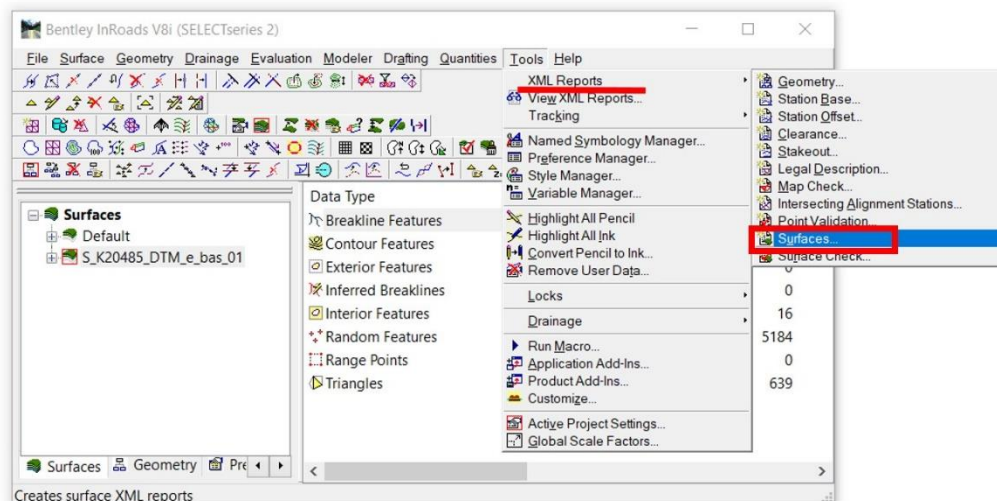 Bentley InRoads V8i (SELECTseries 2)
File Surface Geometry Drainage Evaluation Modeler Drafting Quantities Tools Help
Surfaces
Default
S_K20485_DTM_e_bas_01
Surfaces Geometry Pre
Data Type
Breakline Features
Contour Features
Exterior Features
Inferred Breaklines
Interior Features
Random Features
Range Points
Triangles
XML Reports
View XML Reports...
Tracking
Named Symbology Manager...
Preference Manager...
Style Manager...
Variable Manager...
Highlight All Pencil
Highlight All Ink
Convert Pencil to Ink...
Remove User Data...
Locks
Drainage
Run Macro...
Application Add-Ins...
Product Add-Ins...
Customize...
Active Project Settings...
Global Scale Factors...
Geometry...
Station Base...
Station Offset...
Clearance...
Stakeout...
Legal Description...
Map Check...
Intersecting Alignment Stations...
Point Validation...
Surfaces...
Surface Check...
0
0
16
5184
0
639
Creates surface XML reports